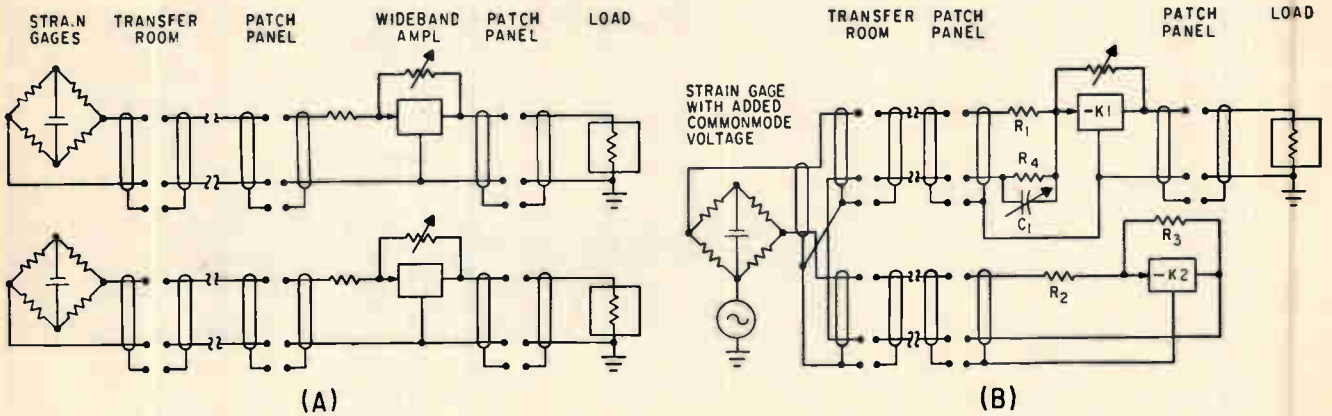 STRAIN GAGES
TRANSFER ROOM
PATCH PANEL
WIDEBAND AMPL
PATCH PANEL
LOAD
(A)
TRANSFER ROOM
PATCH PANEL
PATCH PANEL
LOAD
STRAIN GAGE
WITH ADDED
COMMONMODE
VOLTAGE
R1
-K1
R4
C1
R3
R2
-K2
(B)